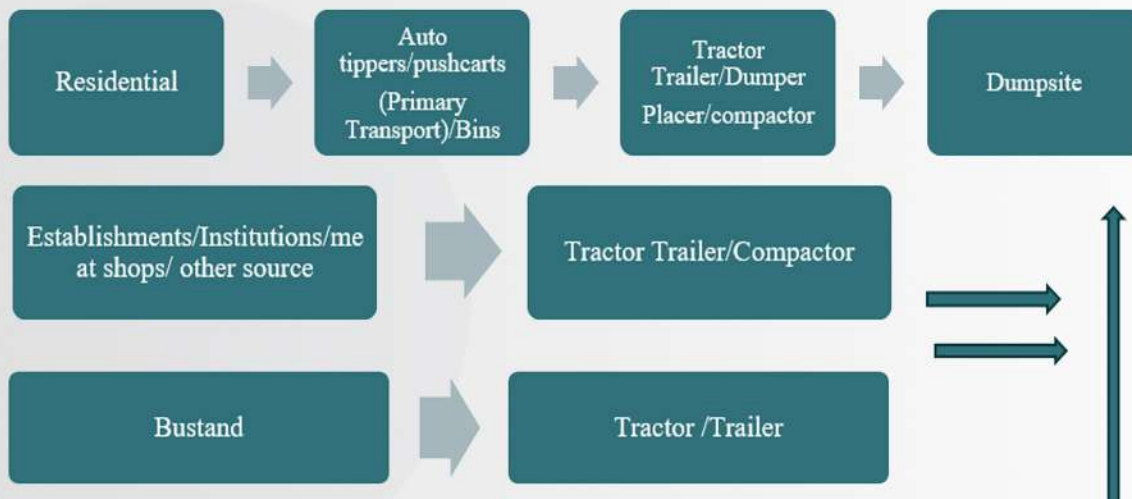 Residential
Auto
tippers/pushcarts
(Primary
Transport)/Bins
Tractor
Trailer/Dumper
Placer/compactor
Dumpsite
Establishments/Institutions/me
at shops/ other source
Tractor Trailer/Compactor
Bustand
Tractor /Trailer